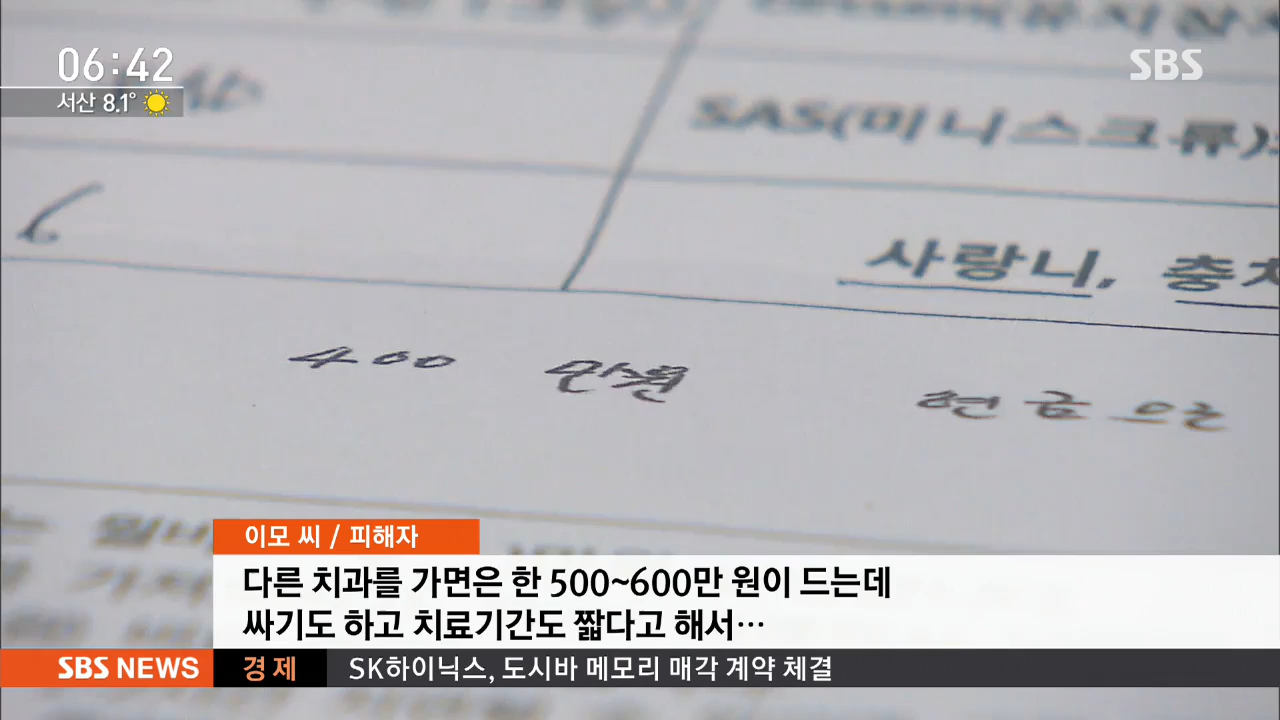 06:42
SBS
서산 8.1°
SAS(미니스크류)
사랑니,
400 만원 현금
이모 씨 / 피해자
다른 치과를 가면은 한 500~600만 원이 드는데
싸기도 하고 치료기간도 짧다고 해서…
SBS NEWS 경제 SK하이닉스, 도시바 메모리 매각 계약 체결